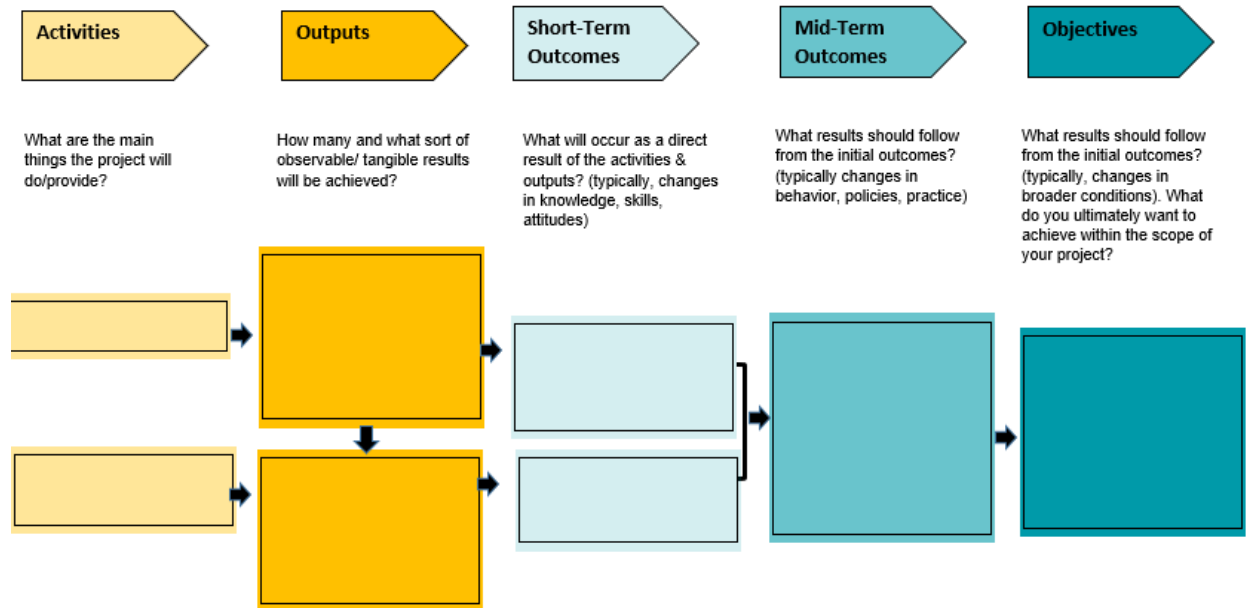 Activities
Outputs
Short-Term
Outcomes
Mid-Term
Outcomes
Objectives
What are the main
things the project will
do/provide?
How many and what sort of
observable/ tangible results
will be achieved?
What will occur as a direct
result of the activities &
outputs? (typically, changes
in knowledge, skills,
attitudes)
What results should follow
from the initial outcomes?
(typically changes in
behavior, policies, practice)
What results should follow
from the initial outcomes?
(typically, changes in
broader conditions). What
do you ultimately want to
achieve within the scope of
your project?